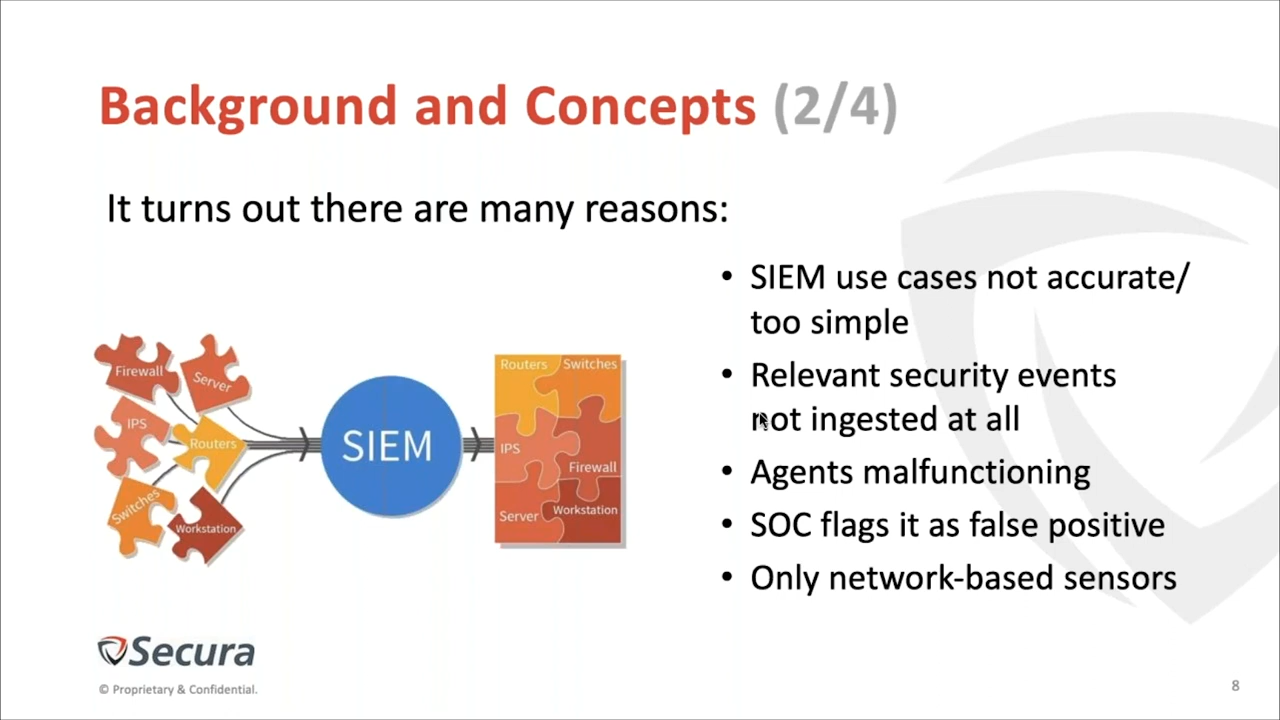 Background and Concepts (2/4)
It turns out there are many reasons:
Firewall
Server
IPS
Routers
Switches
Workstation
SIEM
Routers
Switches
IPS
Firewall
Server
Workstation
• SIEM use cases not accurate/
too simple
• Relevant security events
not ingested at all
• Agents malfunctioning
• SOC flags it as false positive
• Only network-based sensors
Secura
© Proprietary & Confidential.
8